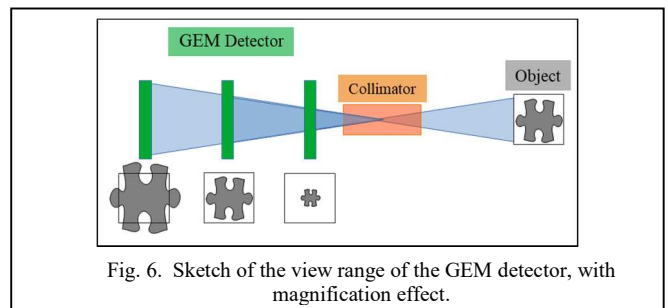 GEM Detector
Collimator
Object
Fig. 6. Sketch of the view range of the GEM detector, with
magnification effect.